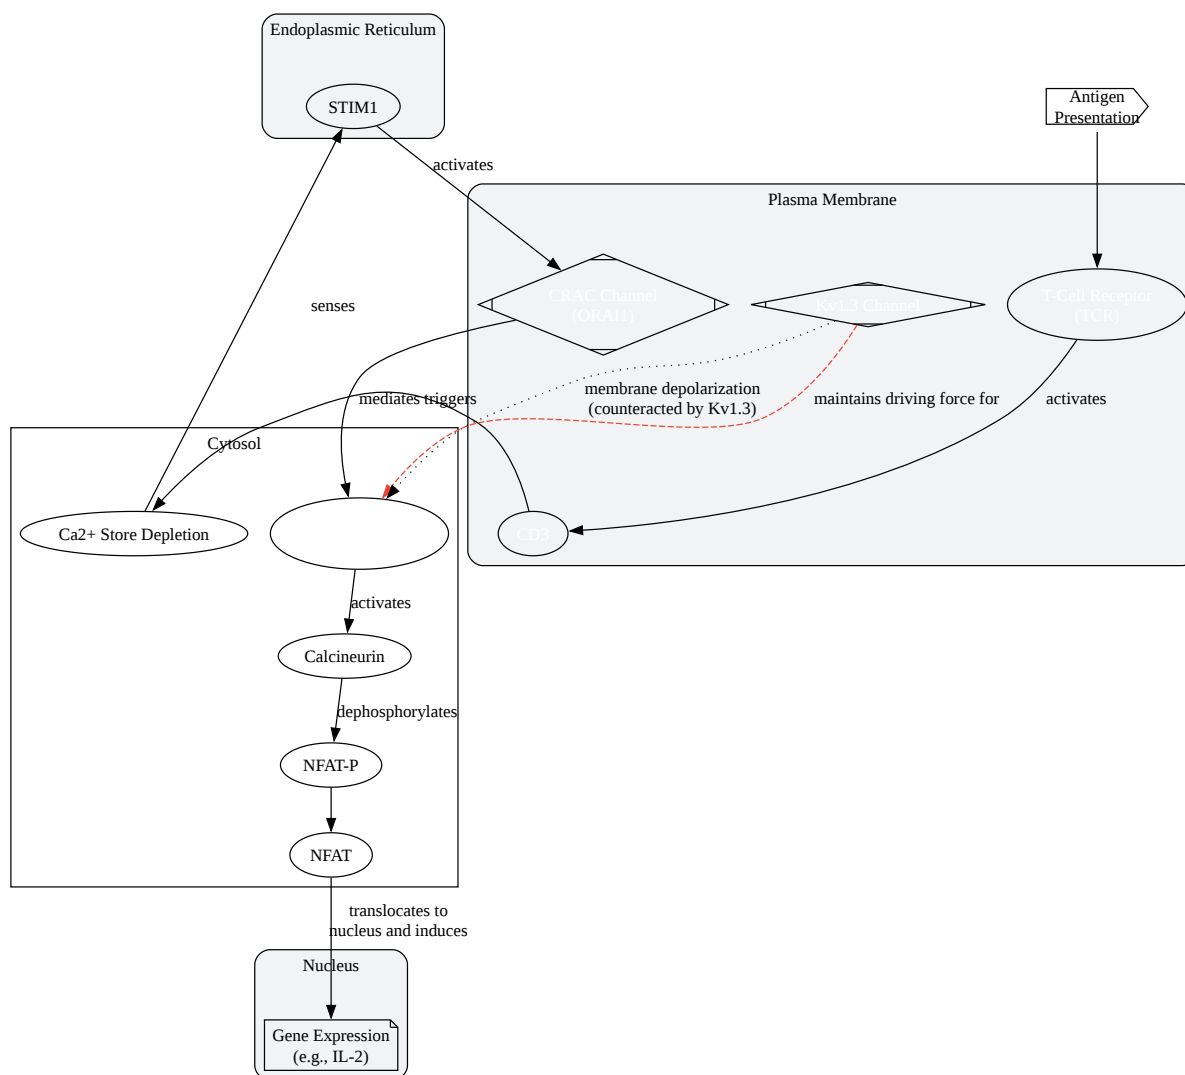 Endoplasmic Reticulum
STIM1
Antigen
Presentation
activates
Plasma Membrane
CRAC Channel
(ORAI1)
Kv1.3 Channel
T-Cell Receptor
(TCR)
senses
mediates
triggers
membrane depolarization
(counteracted by Kv1.3)
maintains driving force for
activates
Cytosol
Ca2+ Store Depletion
CD3
activates
Calcineurin
dephosphorylates
NFAT-P
NFAT
translocates to
nucleus and induces
Nucleus
Gene Expression
(e.g., IL-2)